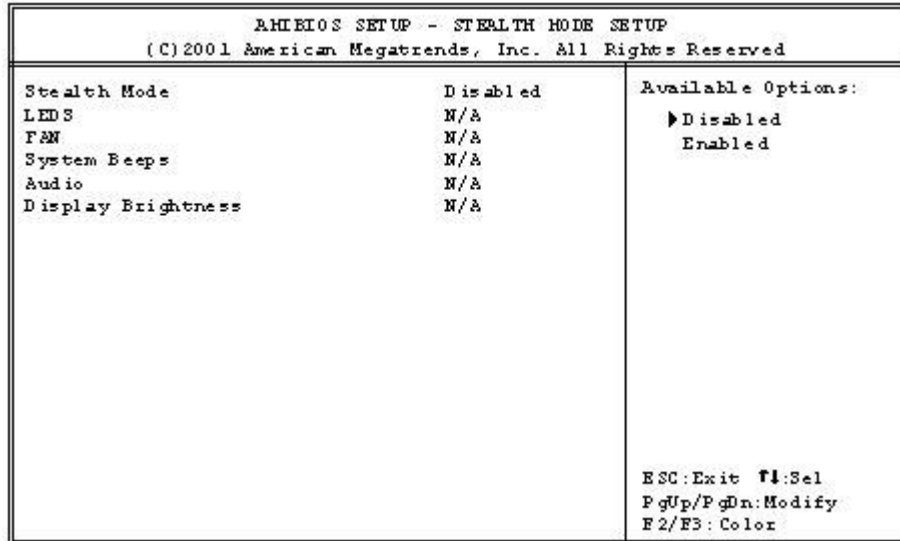 AMIBIOS SETUP - STEALTH MODE SETUP
(C)2001 American Megatrends, Inc. All Rights Reserved
Stealth Mode Disabled
LEDS N/A
FAN N/A
System Beeps N/A
Audio N/A
Display Brightness N/A
Available Options:
▶Disabled
Enabled
ESC:Exit ↑↓:Sel
PgUp/PgDn:Modify
F2/F3:Color